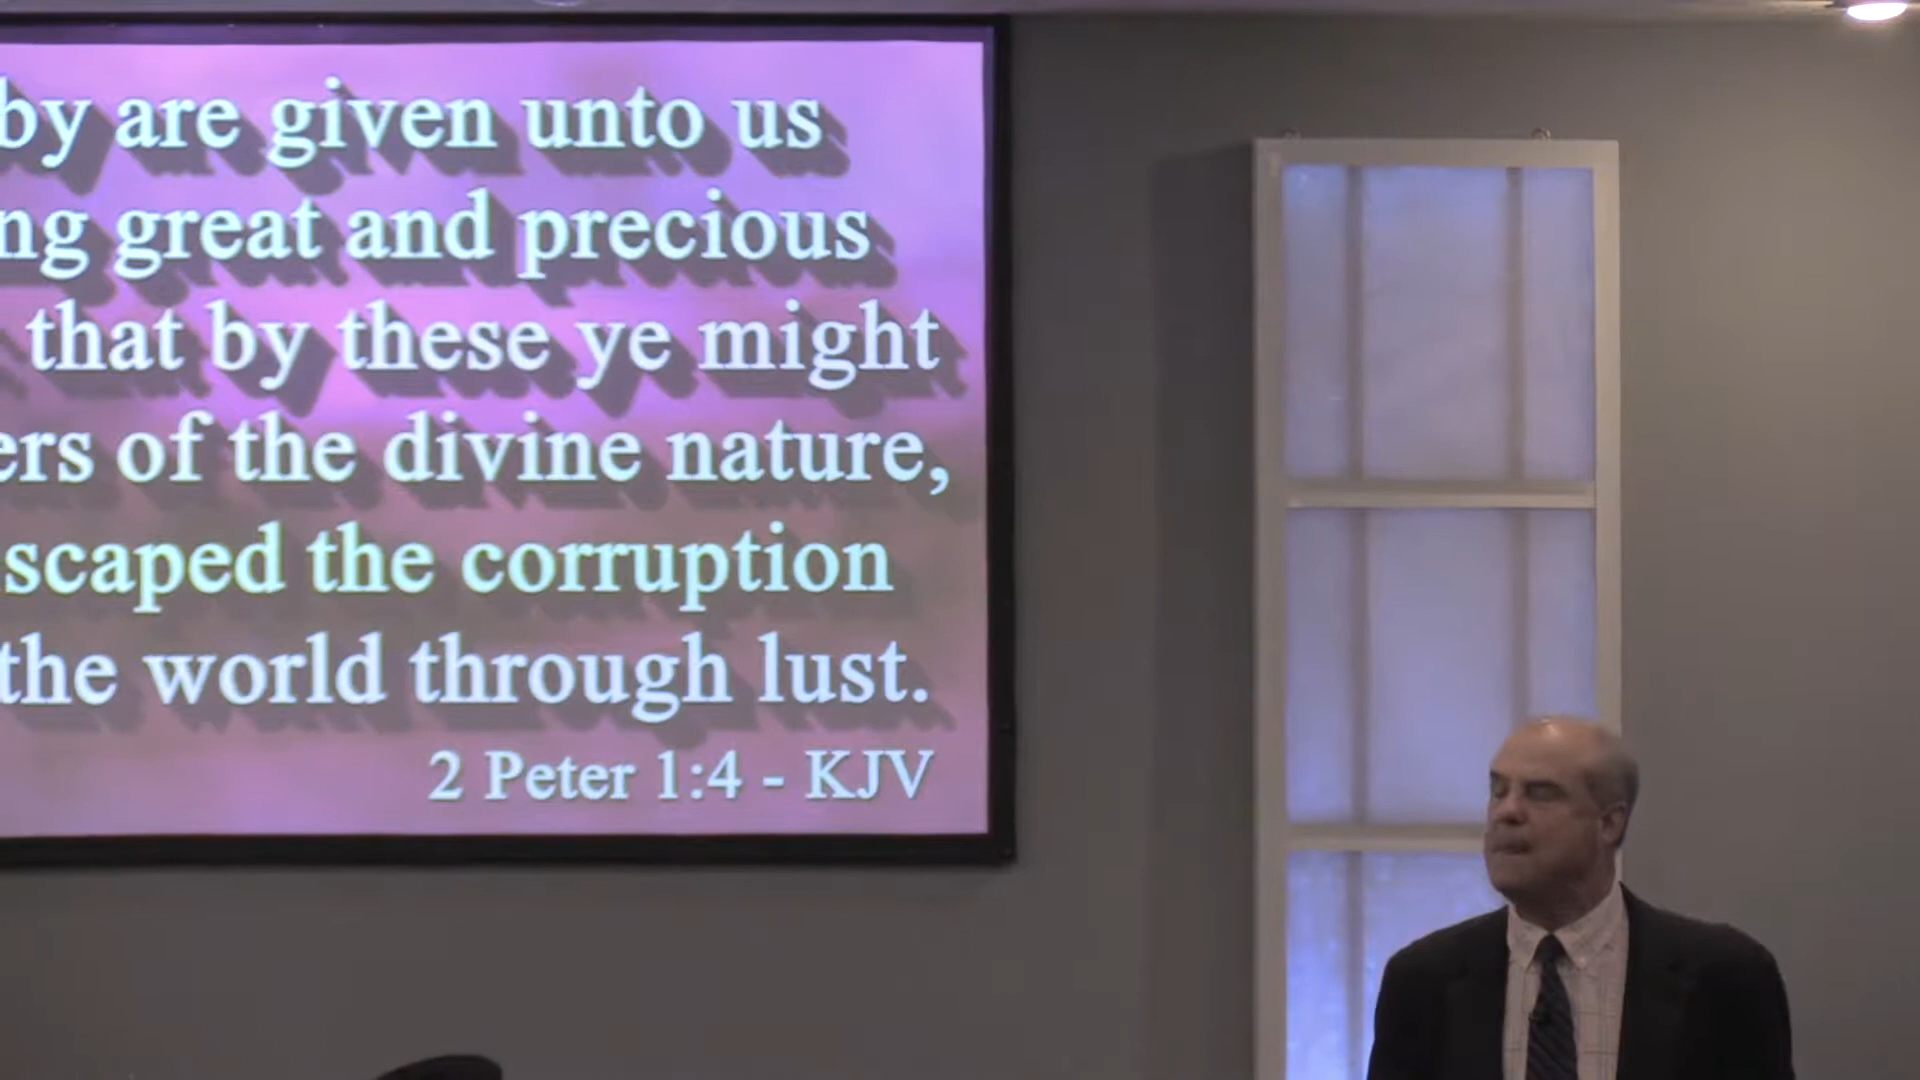 by are given unto us
ng great and precious
that by these ye might
ers of the divine nature,
scaped the corruption
the world through lust.
2 Peter 1:4 - KJV